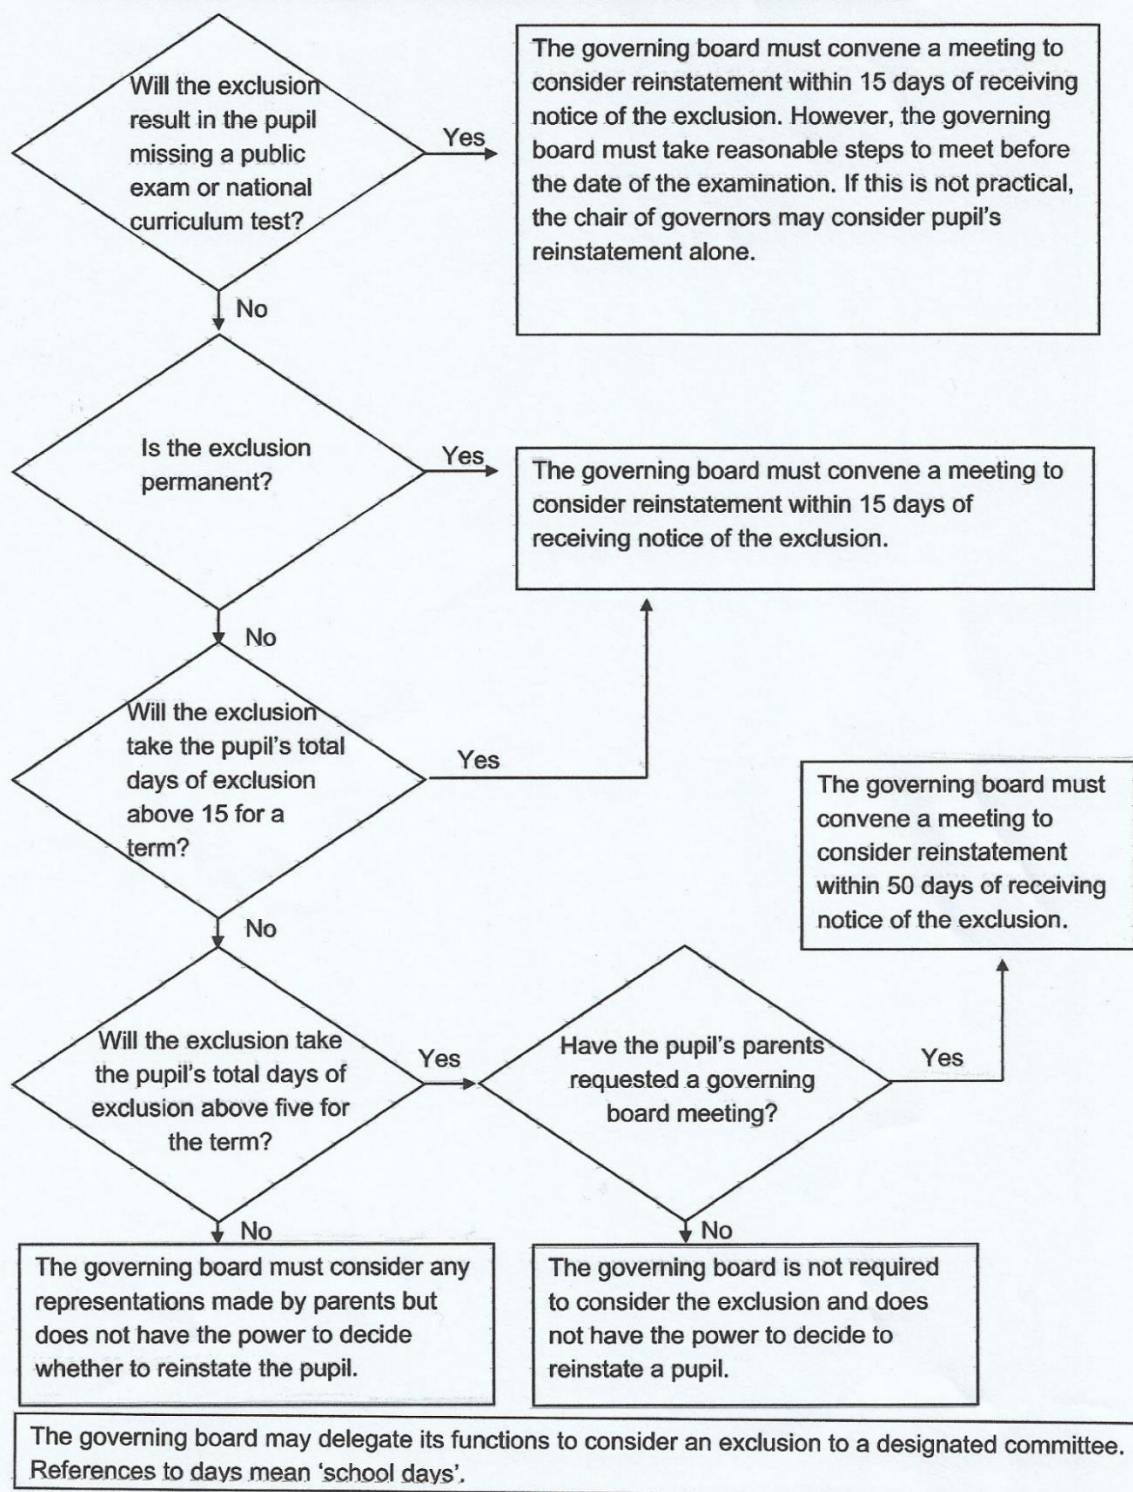 Will the exclusion
result in the pupil
missing a public
exam or national
curriculum test?
Yes
The governing board must convene a meeting to
consider reinstatement within 15 days of receiving
notice of the exclusion. However, the governing
board must take reasonable steps to meet before
the date of the examination. If this is not practical,
the chair of governors may consider pupil's
reinstatement alone.
No
Is the exclusion
permanent?
Yes
The governing board must convene a meeting to
consider reinstatement within 15 days of
receiving notice of the exclusion.
No
Will the exclusion
take the pupil's total
days of exclusion
above 15 for a
term?
Yes
The governing board must
convene a meeting to
consider reinstatement
within 50 days of receiving
notice of the exclusion.
No
Will the exclusion take
the pupil's total days of
exclusion above five for
the term?
Yes
Have the pupil's parents
requested a governing
board meeting?
Yes
No
The governing board must consider any
representations made by parents but
does not have the power to decide
whether to reinstate the pupil.
No
The governing board is not required
to consider the exclusion and does
not have the power to decide to
reinstate a pupil.
The governing board may delegate its functions to consider an exclusion to a designated committee.
References to days mean 'school days'.